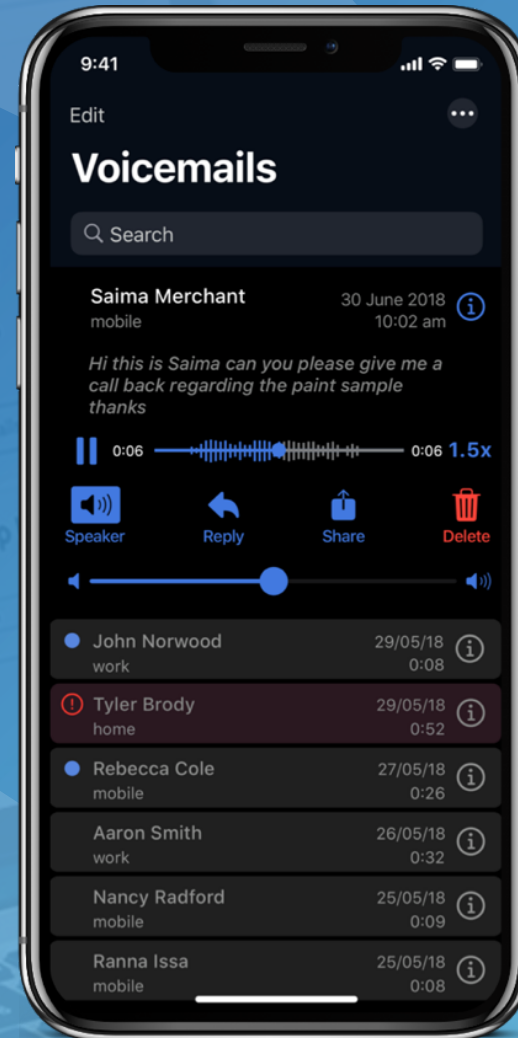 9:41
Edit
Voicemails
Search
Saima Merchant 30 June 2018
mobile 10:02 am
Hi this is Saima can you please give me a
call back regarding the paint sample
thanks
0:06 0:06 1.5x
Speaker Reply Share Delete
John Norwood 29/05/18
work 0:08
Tyler Brody 29/05/18
home 0:52
Rebecca Cole 27/05/18
mobile 0:26
Aaron Smith 26/05/18
work 0:32
Nancy Radford 25/05/18
mobile 0:09
Ranna Issa 25/05/18
mobile 0:08